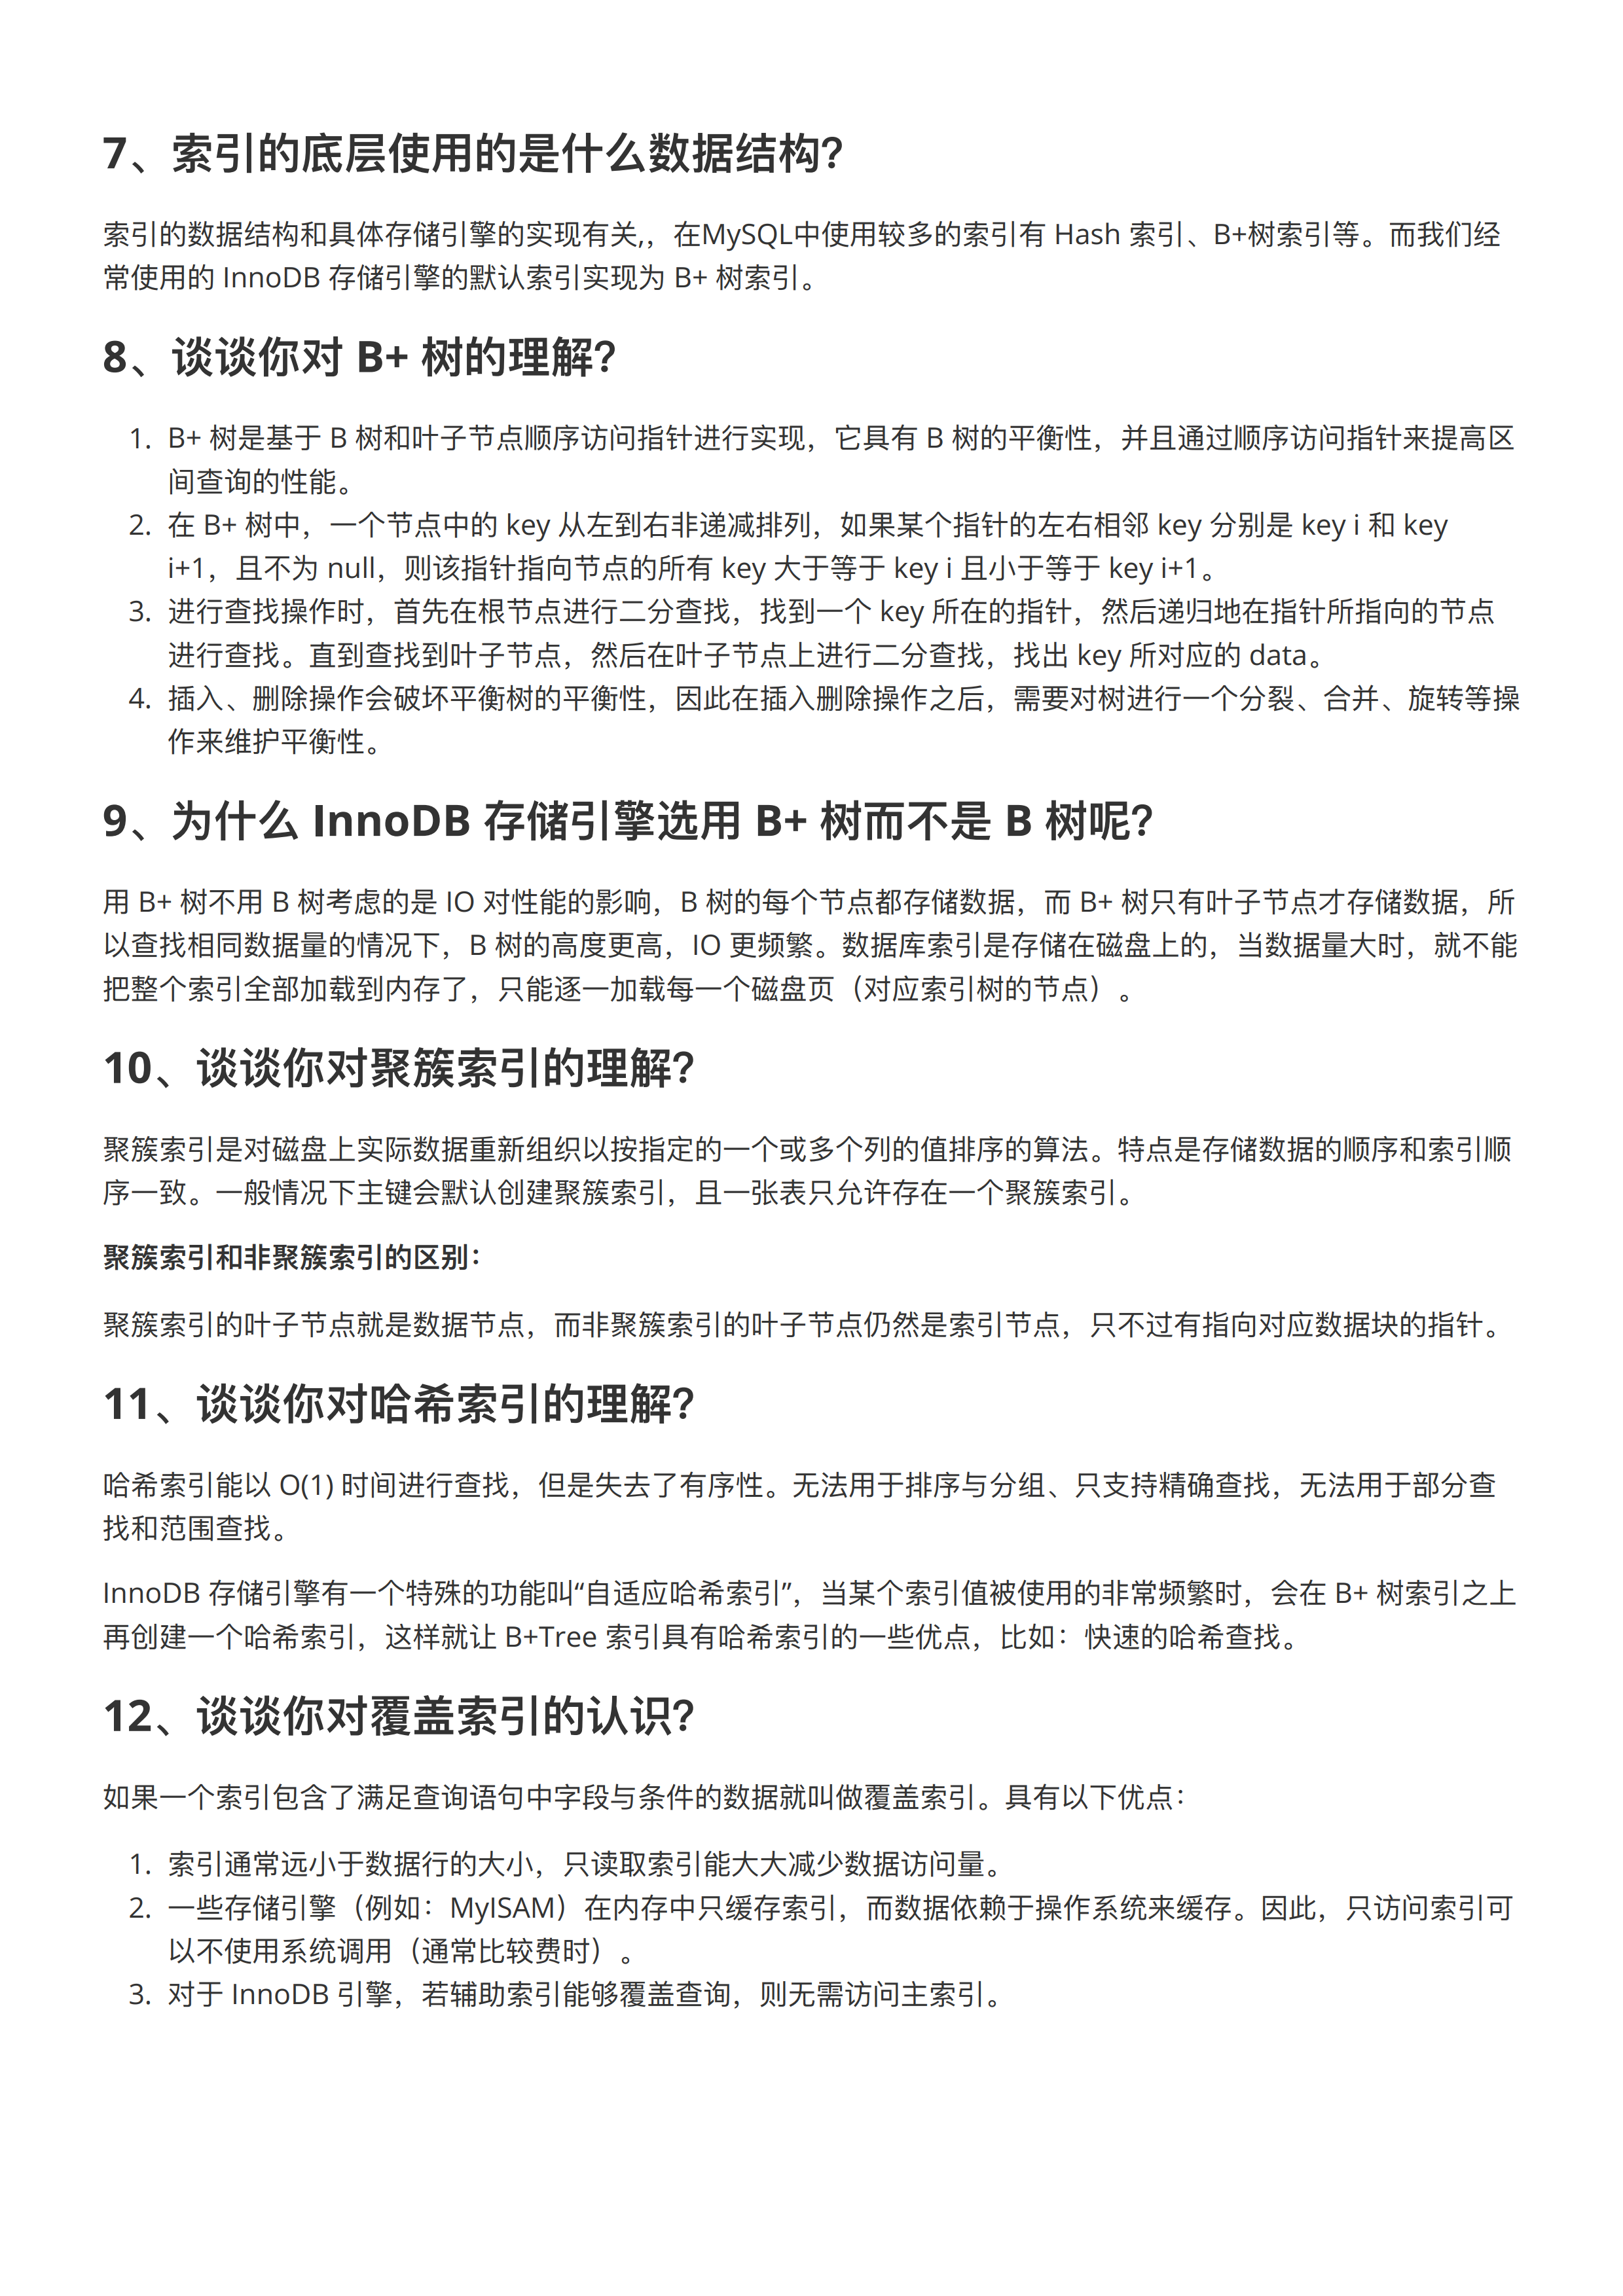 7、索引的底层使用的是什么数据结构?
索引的数据结构和具体存储引擎的实现有关,，在MySQL中使用较多的索引有 Hash 索引、B+树索引等。而我们经
常使用的 InnoDB 存储引擎的默认索引实现为 B+ 树索引。
8、谈谈你对 B+ 树的理解?
1. B+ 树是基于 B 树和叶子节点顺序访问指针进行实现，它具有 B 树的平衡性，并且通过顺序访问指针来提高区
间查询的性能。
2. 在 B+ 树中，一个节点中的 key 从左到右非递减排列，如果某个指针的左右相邻 key 分别是 key i 和 key
i+1，且不为 null，则该指针指向节点的所有 key 大于等于 key i 且小于等于 key i+1。
3. 进行查找操作时，首先在根节点进行二分查找，找到一个 key 所在的指针，然后递归地在指针所指向的节点
进行查找。直到查找到叶子节点，然后在叶子节点上进行二分查找，找出 key 所对应的 data。
4. 插入、删除操作会破坏平衡树的平衡性，因此在插入删除操作之后，需要对树进行一个分裂、合并、旋转等操
作来维护平衡性。
9、为什么 InnoDB 存储引擎选用 B+ 树而不是 B 树呢?
用 B+ 树不用 B 树考虑的是 IO 对性能的影响，B 树的每个节点都存储数据，而 B+ 树只有叶子节点才存储数据，所
以查找相同数据量的情况下，B 树的高度更高，IO 更频繁。数据库索引是存储在磁盘上的，当数据量大时，就不能
把整个索引全部加载到内存了，只能逐一加载每一个磁盘页（对应索引树的节点）。
10、谈谈你对聚簇索引的理解?
聚簇索引是对磁盘上实际数据重新组织以按指定的一个或多个列的值排序的算法。特点是存储数据的顺序和索引顺
序一致。一般情况下主键会默认创建聚簇索引，且一张表只允许存在一个聚簇索引。
聚簇索引和非聚簇索引的区别：
聚簇索引的叶子节点就是数据节点，而非聚簇索引的叶子节点仍然是索引节点，只不过有指向对应数据块的指针。
11、谈谈你对哈希索引的理解?
哈希索引能以 O(1) 时间进行查找，但是失去了有序性。无法用于排序与分组、只支持精确查找，无法用于部分查
找和范围查找。
InnoDB 存储引擎有一个特殊的功能叫“自适应哈希索引”，当某个索引值被使用的非常频繁时，会在 B+ 树索引之上
再创建一个哈希索引，这样就让 B+Tree 索引具有哈希索引的一些优点，比如：快速的哈希查找。
12、谈谈你对覆盖索引的认识?
如果一个索引包含了满足查询语句中字段与条件的数据就叫做覆盖索引。具有以下优点：
1. 索引通常远小于数据行的大小，只读取索引能大大减少数据访问量。
2. 一些存储引擎（例如：MyISAM）在内存中只缓存索引，而数据依赖于操作系统来缓存。因此，只访问索引可
以不使用系统调用（通常比较费时）。
3. 对于 InnoDB 引擎，若辅助索引能够覆盖查询，则无需访问主索引。